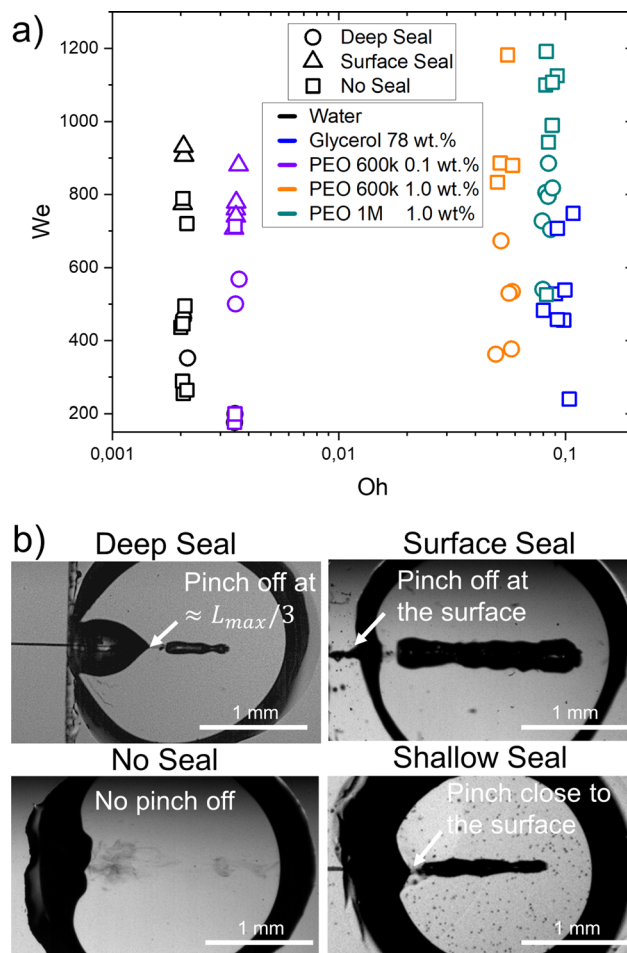 a)
1200
1000
800
600
400
200
We
0,001
0,01
0,1
Oh
Deep Seal
Surface Seal
No Seal
Water
Glycerol 78 wt.%
PEO 600k 0.1 wt.%
PEO 600k 1.0 wt.%
PEO 1M 1.0 wt%
b)
Deep Seal
Pinch off at
≈ L_max/3
1 mm
Surface Seal
Pinch off at
the surface
1 mm
No Seal
No pinch off
1 mm
Shallow Seal
Pinch close to
the surface
1 mm